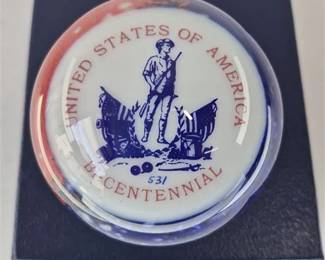 UNITED STATES OF AMERICA
531
BICENTENNIAL